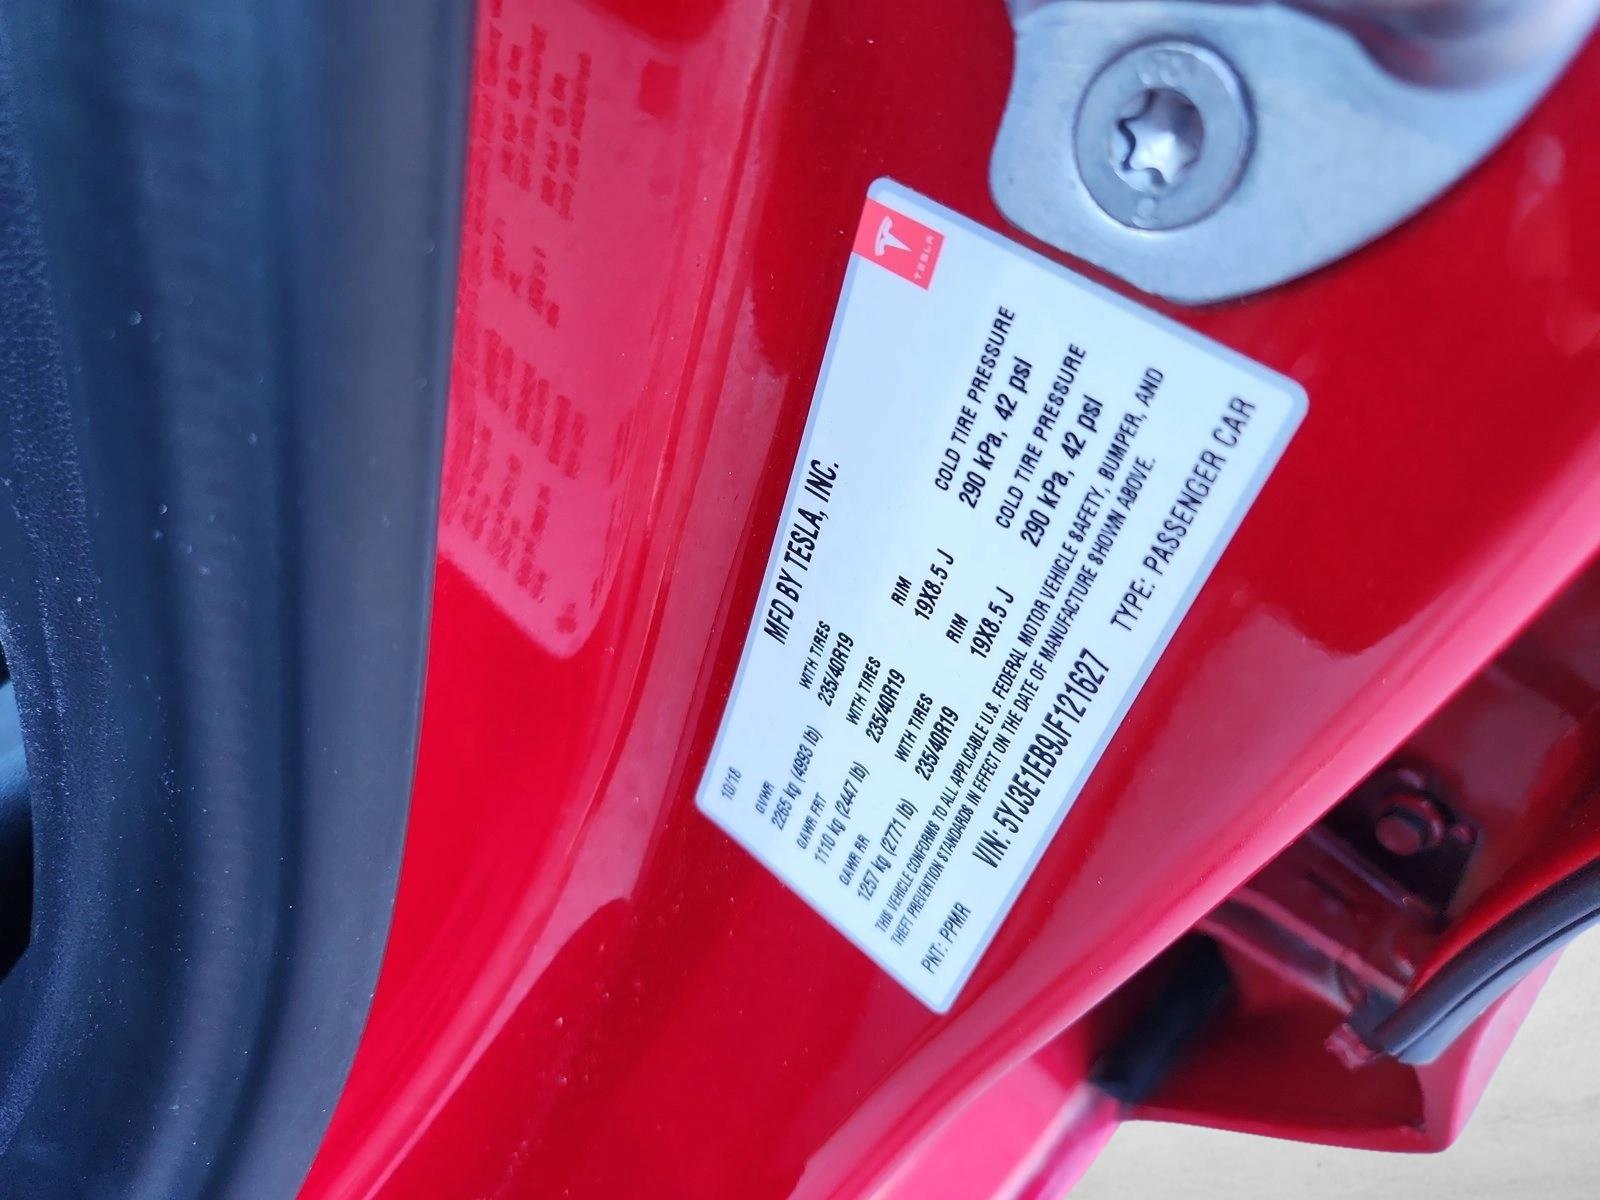 TESLA
MFD BY TESLA, INC.
10/18
GVWR WITH TIRES RIM COLD TIRE PRESSURE
2265 kg (4993 lb) 235/40R19
GAWR FRT WITH TIRES RIM COLD TIRE PRESSURE
1110 kg (2447 lb) 235/40R19 19X8.5 J 290 kPa, 42 psi
GAWR RR WITH TIRES RIM COLD TIRE PRESSURE
1257 kg (2771 lb) 235/40R19 19X8.5 J 290 kPa, 42 psi
THIS VEHICLE CONFORMS TO ALL APPLICABLE U.S. FEDERAL MOTOR VEHICLE SAFETY, BUMPER, AND
THEFT PREVENTION STANDARDS IN EFFECT ON THE DATE OF MANUFACTURE SHOWN ABOVE.
VIN: 5YJ3E1EB9JF121627 TYPE: PASSENGER CAR
PNT: PPMR